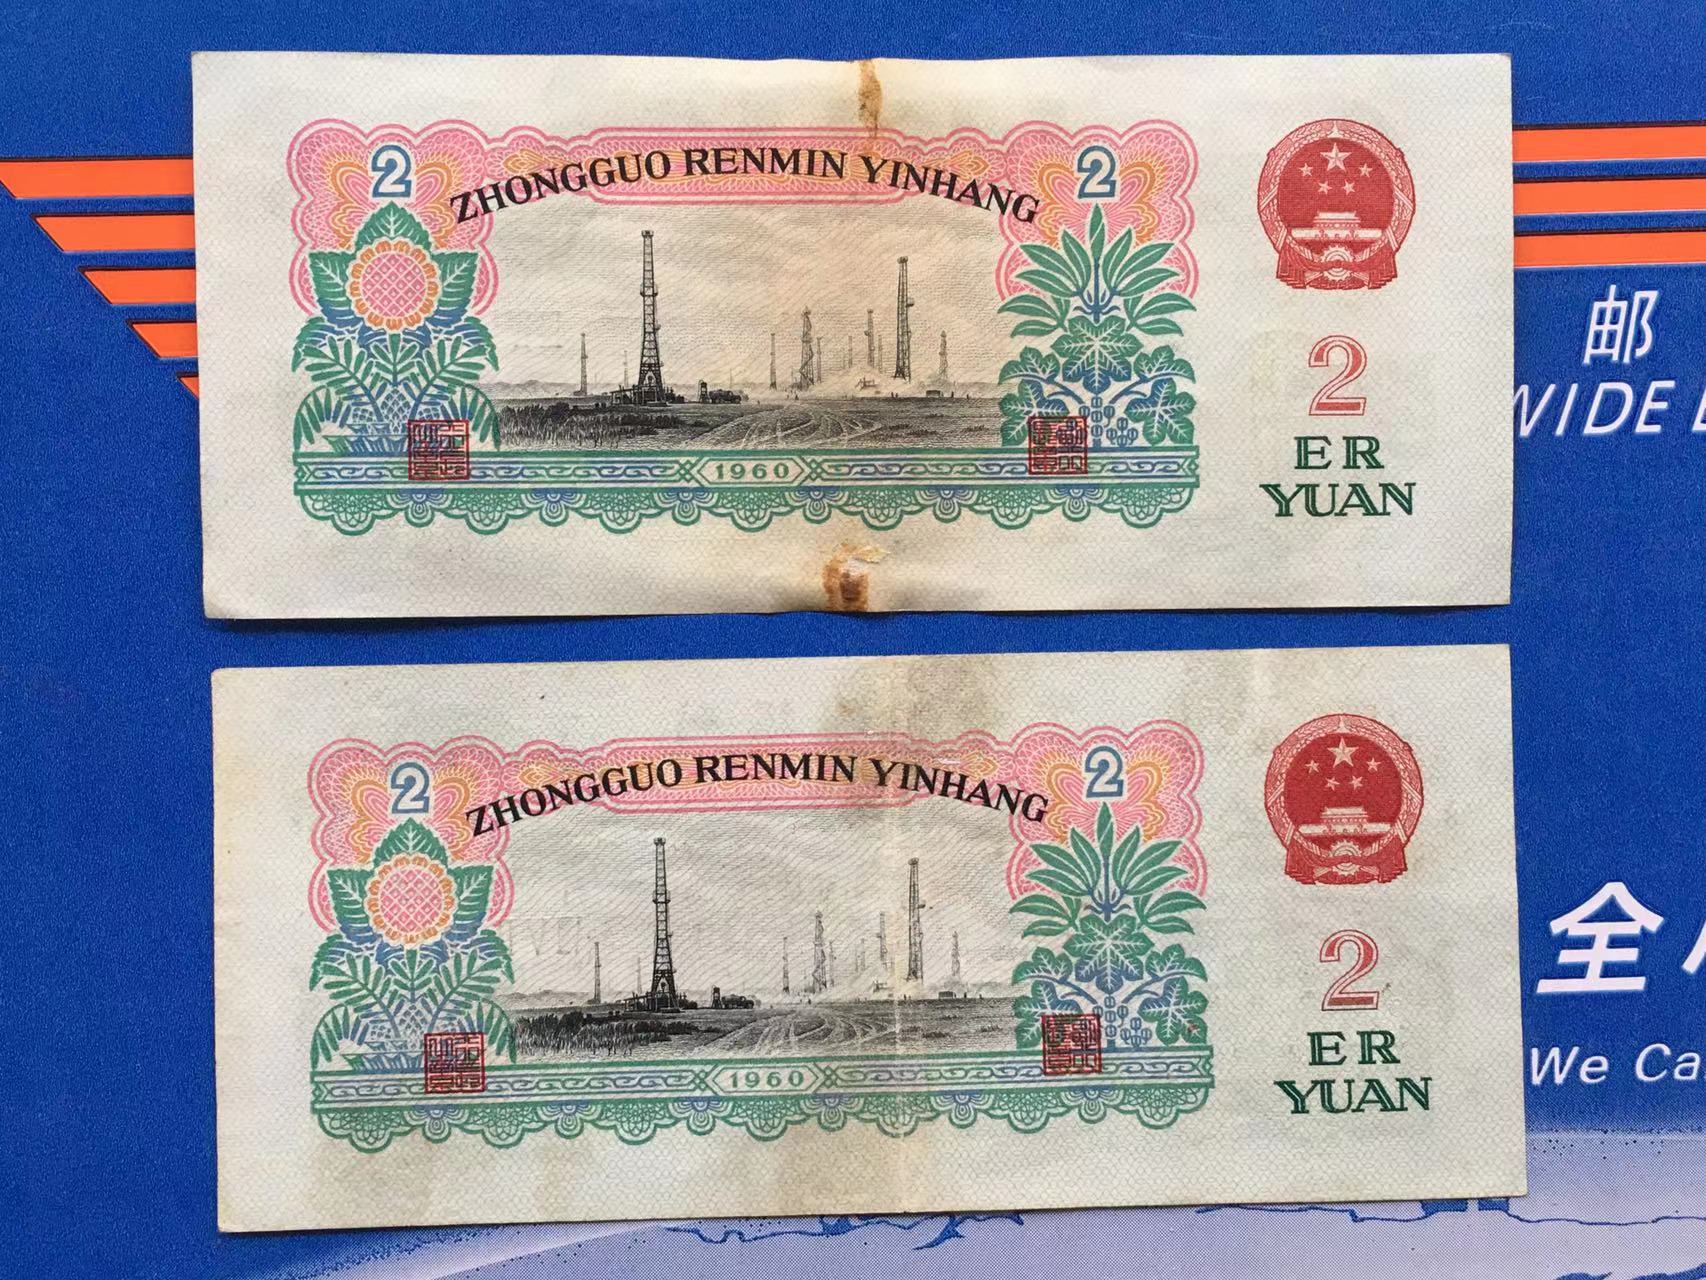 2
ZHONGGUO RENMIN YINHANG
2
2
ER
YUAN
1960
邮
WIDE
2
ZHONGGUO RENMIN YINHANG
2
2
ER
YUAN
1960
全
We Ca